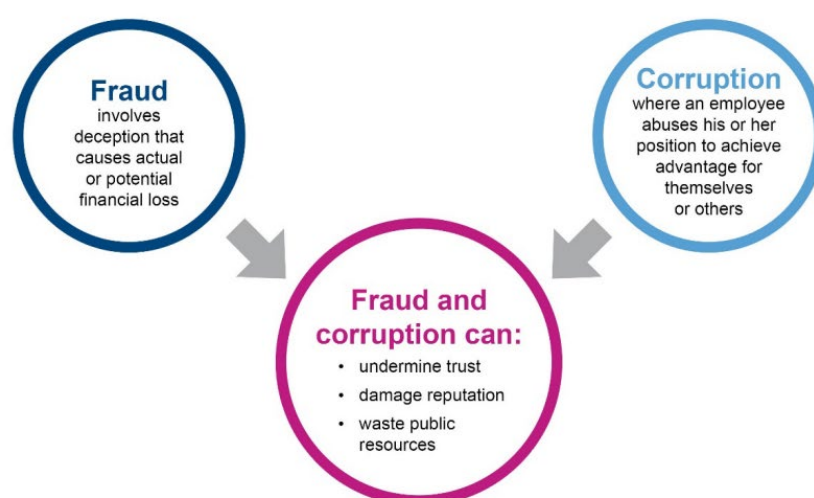 Fraud
involves
deception that
causes actual
or potential
financial loss
Corruption
where an employee
abuses his or her
position to achieve
advantage for
themselves
or others
Fraud and
corruption can:
• undermine trust
• damage reputation
• waste public
resources